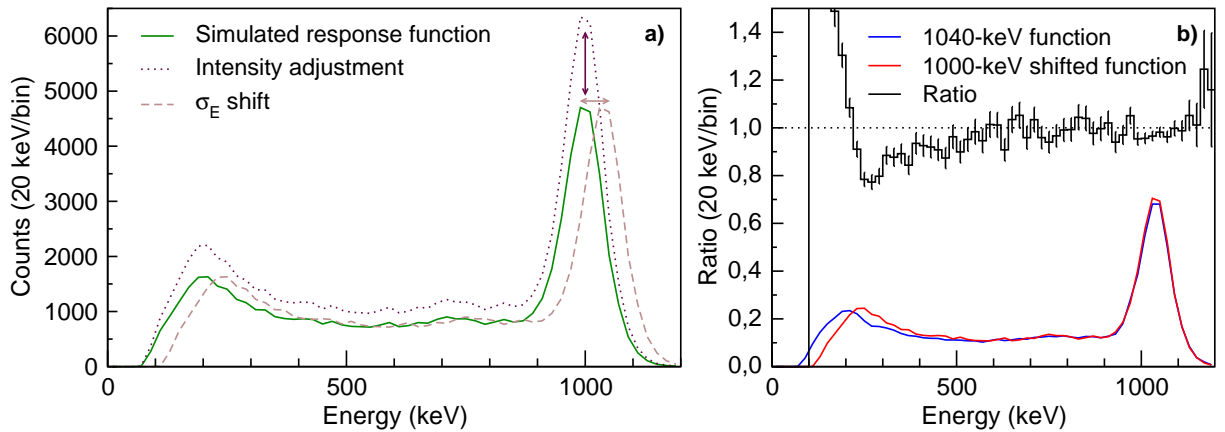 a)
Simulated response function
Intensity adjustment
σE shift
Counts (20 keV/bin)
6000
5000
4000
3000
2000
1000
0
0 500 1000
Energy (keV)
b)
1040-keV function
1000-keV shifted function
Ratio
Ratio (20 keV/bin)
1,4
1,2
1,0
0,8
0,6
0,4
0,2
0,0
0 500 1000
Energy (keV)